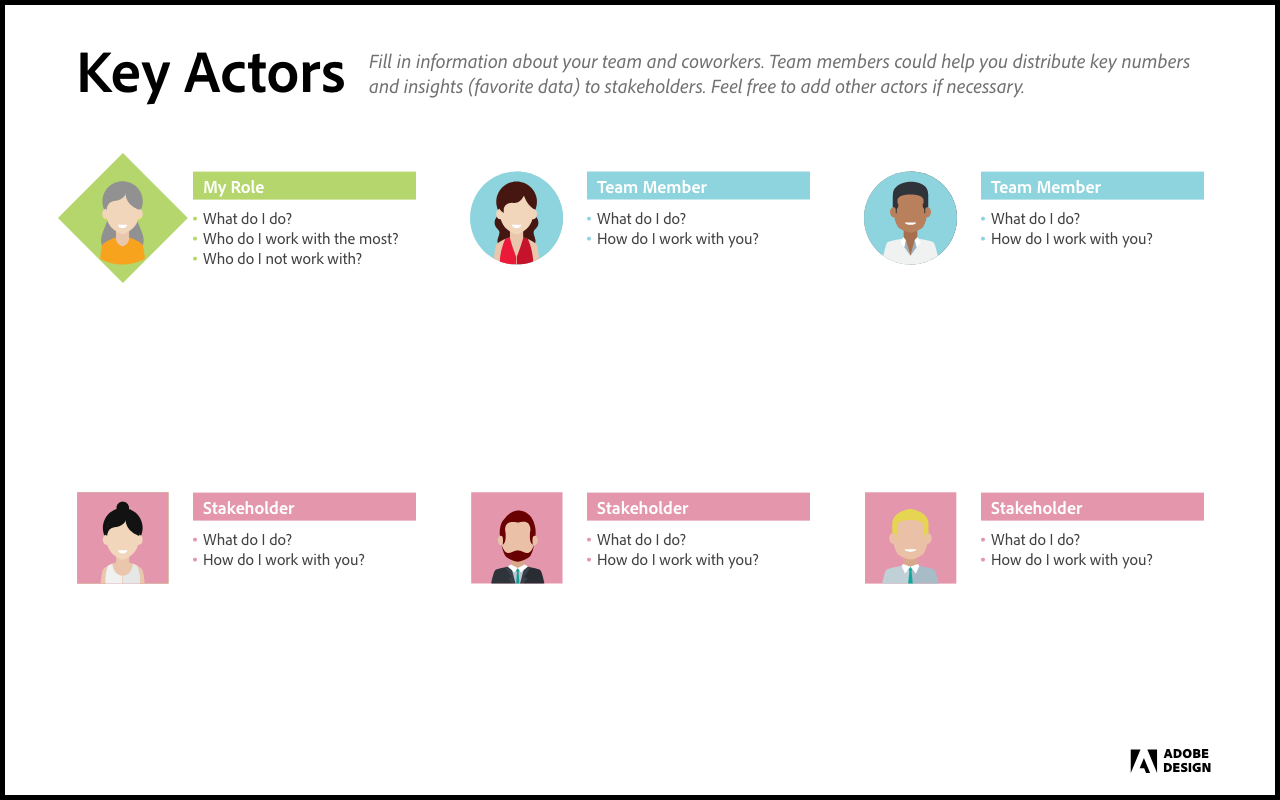 Key Actors
Fill in information about your team and coworkers. Team members could help you distribute key numbers
and insights (favorite data) to stakeholders. Feel free to add other actors if necessary.
My Role
• What do I do?
• Who do I work with the most?
• Who do I not work with?
Team Member
• What do I do?
• How do I work with you?
Team Member
• What do I do?
• How do I work with you?
Stakeholder
• What do I do?
• How do I work with you?
Stakeholder
• What do I do?
• How do I work with you?
Stakeholder
• What do I do?
• How do I work with you?
ADOBE
DESIGN